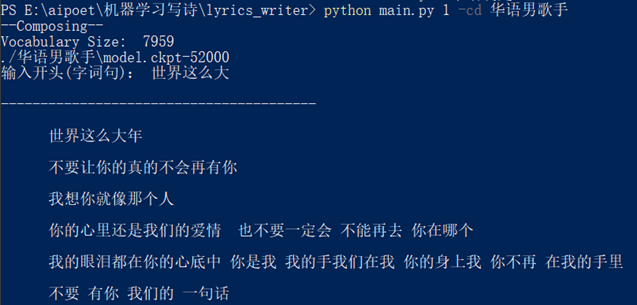 PS E:\aipoet\机器学习写诗\lyrics_writer> python main.py 1 -cd 华语男歌手
--Composing--
Vocabulary Size:  7959
./华语男歌手\model.ckpt-52000
输入开头(字词句)： 世界这么大
----------------------------------------
世界这么大年
不要让你的真的不会再有你
我想你就像那个人
你的心里还是我们的爱情  也不要一定会 不能再去 你在哪个
我的眼泪都在你的心底中 你是我 我的手我们在我 你的身上我 你不再 在我的手里
不要 有你 我们的 一句话